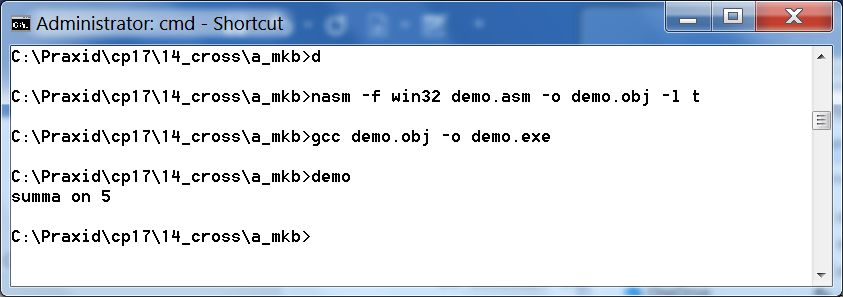 Administrator: cmd - Shortcut
C:\Praxid\cp17\14_cross\a_mkb>d
C:\Praxid\cp17\14_cross\a_mkb>nasm -f win32 demo.asm -o demo.obj -l t
C:\Praxid\cp17\14_cross\a_mkb>gcc demo.obj -o demo.exe
C:\Praxid\cp17\14_cross\a_mkb>demo
summa on 5
C:\Praxid\cp17\14_cross\a_mkb>